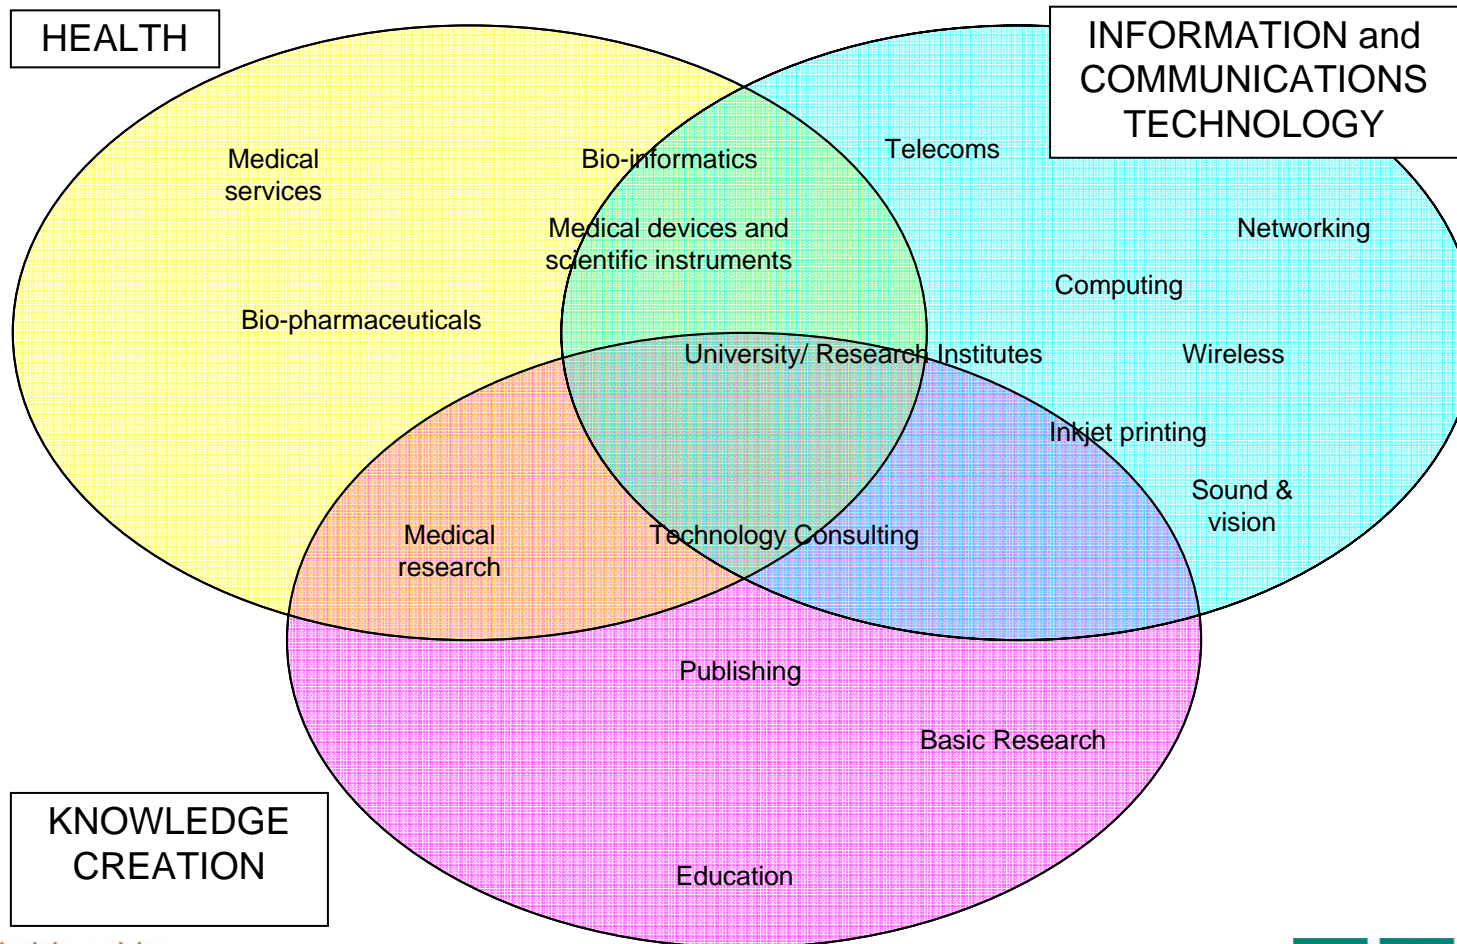 HEALTH
INFORMATION and
COMMUNICATIONS
TECHNOLOGY
Medical
services
Bio-informatics
Telecoms
Medical devices and
scientific instruments
Networking
Computing
Bio-pharmaceuticals
University/ Research Institutes
Wireless
Inkjet printing
Sound &
vision
Medical
research
Technology Consulting
Publishing
Basic Research
KNOWLEDGE
CREATION
Education